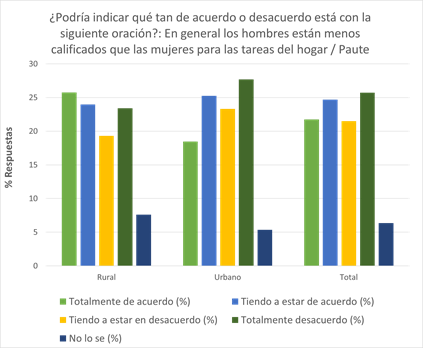 ¿Podría indicar qué tan de acuerdo o desacuerdo está con la
siguiente oración?: En general los hombres están menos
calificados que las mujeres para las tareas del hogar / Paute
30
25
20
15
10
5
0
% Respuestas
Rural Urbano Total
Totalmente de acuerdo (%) Tiendo a estar de acuerdo (%)
Tiendo a estar en desacuerdo (%) Totalmente desacuerdo (%)
No lo se (%)